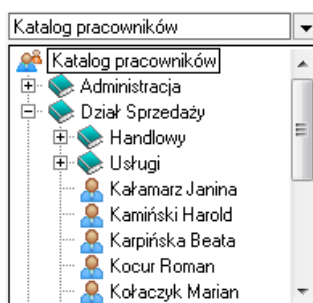 Katalog pracowników
Katalog pracowników
Administracja
Dział Sprzedaży
Handlowy
Usługi
Kałamarz Janina
Kamiński Harold
Karpińska Beata
Kocur Roman
Kołaczyk Marian